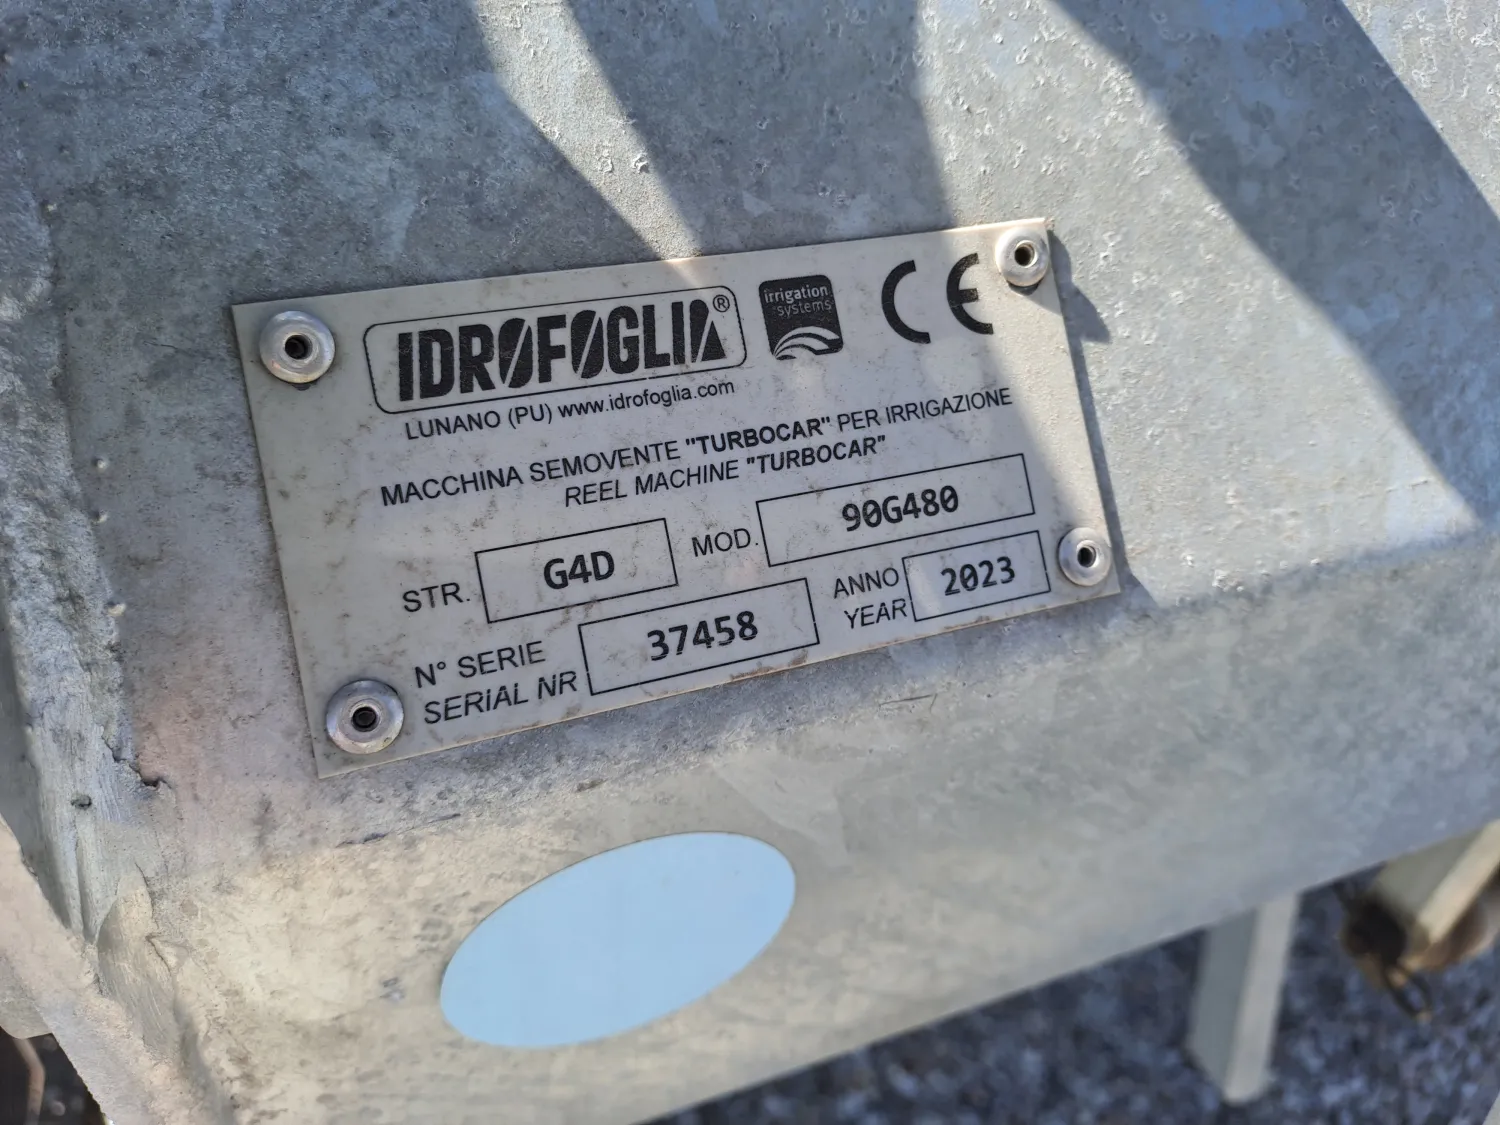 IDROFOGLIA®
irrigation
systems
CE
LUNANO (PU) www.idrofoglia.com
MACCHINA SEMOVENTE "TURBOCAR" PER IRRIGAZIONE
REEL MACHINE "TURBOCAR"
STR. G4D MOD. 90G480
N° SERIE
SERIAL NR 37458
ANNO
YEAR 2023